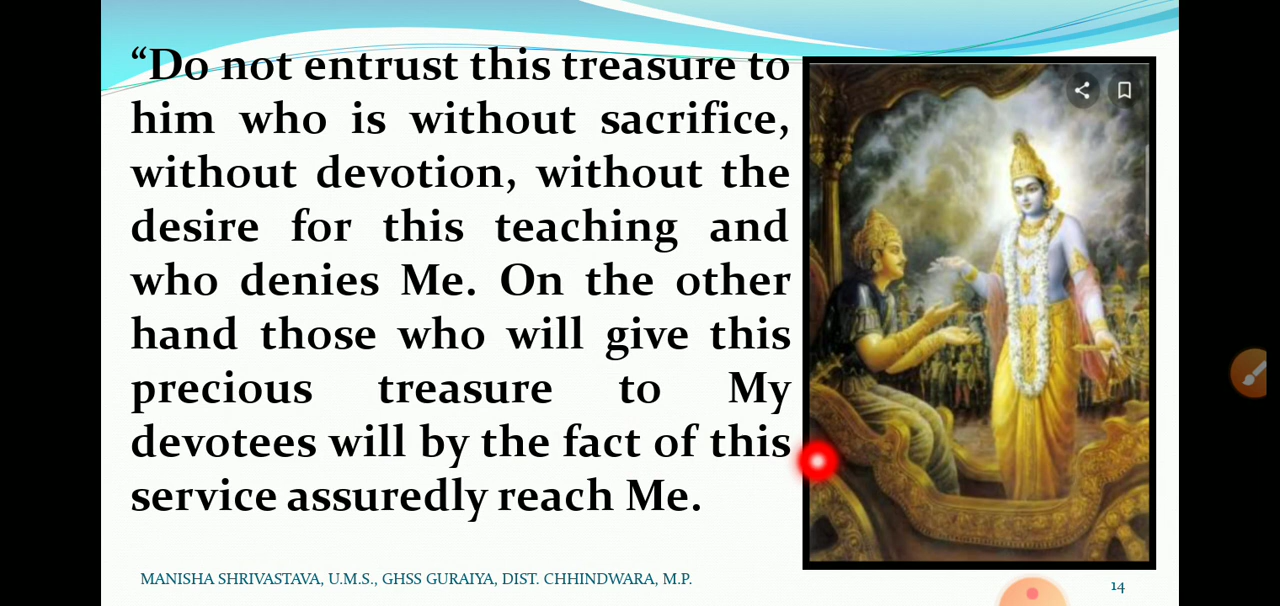 “Do not entrust this treasure to
him who is without sacrifice,
without devotion, without the
desire for this teaching and
who denies Me. On the other
hand those who will give this
precious treasure to My
devotees will by the fact of this
service assuredly reach Me.
MANISHA SHRIVASTAVA, U.M.S., GHSS GURAIYA, DIST. CHHINDWARA, M.P.
14